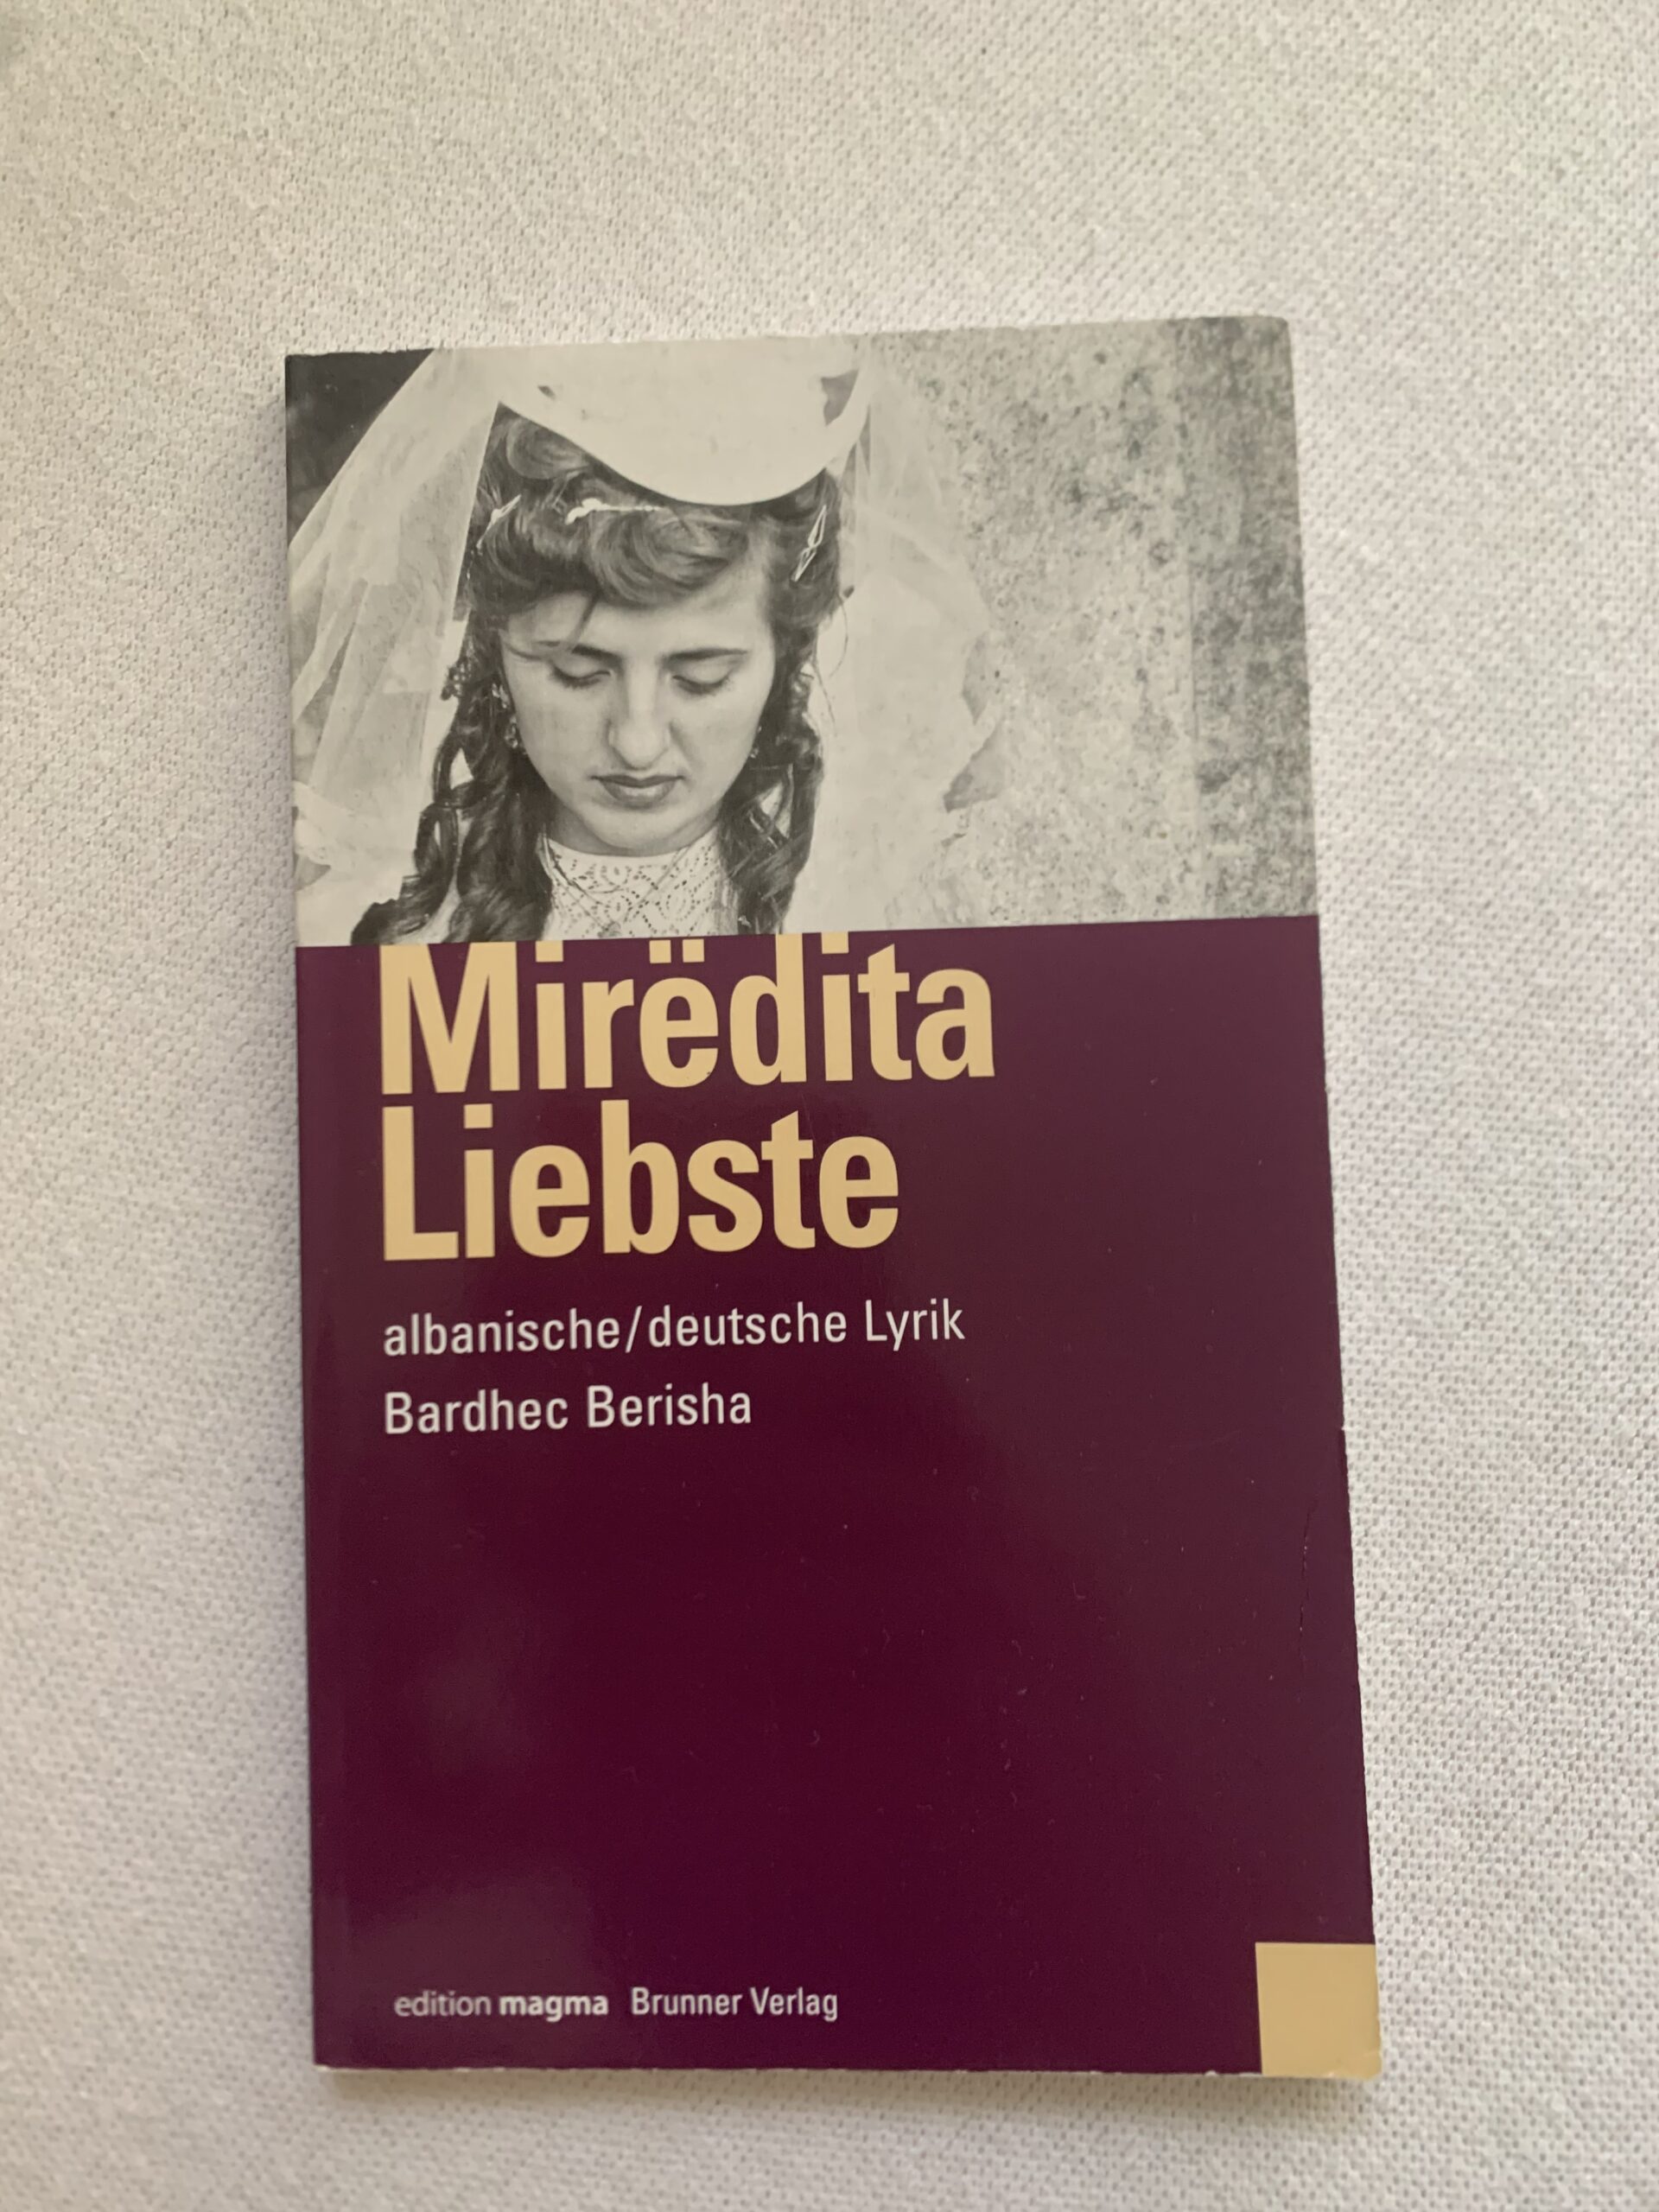 Mirëdita
Liebste
albanische/deutsche Lyrik
Bardhec Berisha
edition magma Brunner Verlag